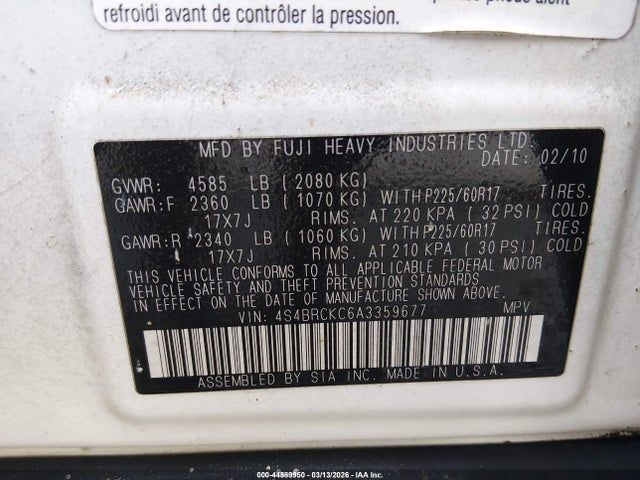 refroidi avant de contrôler la pression.
MFD BY FUJI HEAVY INDUSTRIES LTD.
DATE: 02/10
GVWR: 4585 LB ( 2080 KG)
GAWR:F 2360 LB ( 1070 KG) WITH P225/60R17 TIRES.
17X7J RIMS. AT 220 KPA ( 32 PSI) COLD
GAWR:R 2340 LB ( 1060 KG) WITH P225/60R17 TIRES.
17X7J RIMS. AT 210 KPA ( 30 PSI) COLD
THIS VEHICLE CONFORMS TO ALL APPLICABLE FEDERAL MOTOR
VEHICLE SAFETY AND THEFT PREVENTION STANDARDS
IN EFFECT ON THE DATE OF MANUFACTURE SHOWN ABOVE.
VIN: 4S4BRCKC6A3359677 MPV
ASSEMBLED BY SIA INC. MADE IN U.S.A.
000-44589950 - 03/13/2026 - IAA Inc.